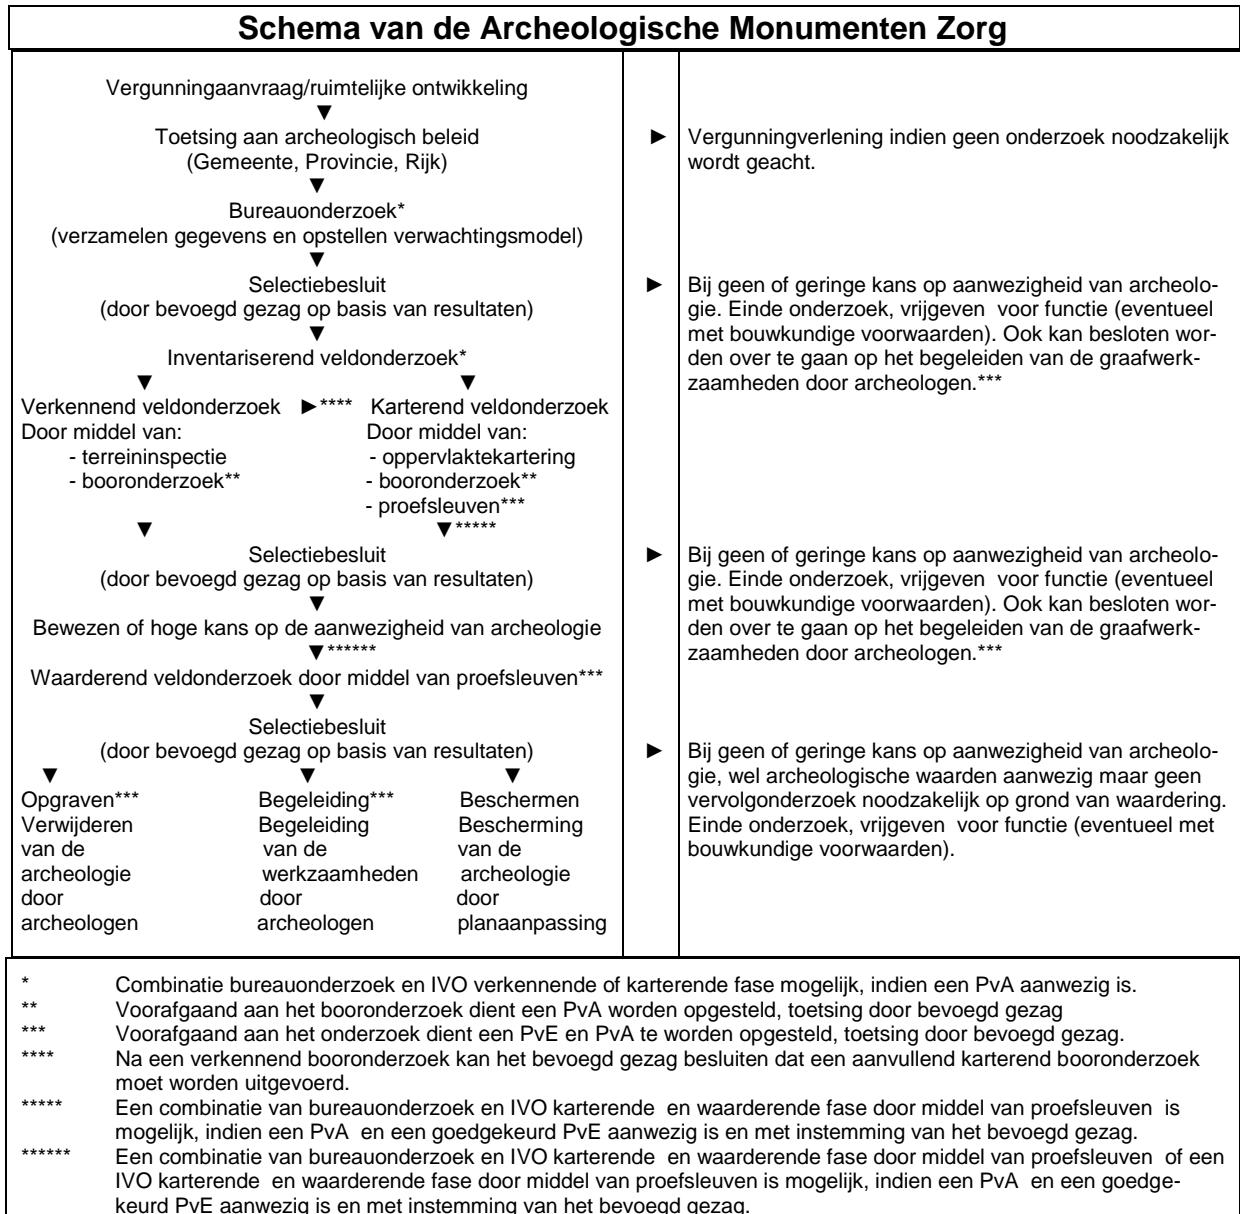 Schema van de Archeologische Monumenten Zorg
Vergunningaanvraag/ruimtelijke ontwikkeling
▼
Toetsing aan archeologisch beleid
(Gemeente, Provincie, Rijk)
► Vergunningverlening indien geen onderzoek noodzakelijk
wordt geacht.
▼
Bureauonderzoek*
(verzamelen gegevens en opstellen verwachtingsmodel)
▼
Selectiebesluit
(door bevoegd gezag op basis van resultaten)
► Bij geen of geringe kans op aanwezigheid van archeolo-
gie. Einde onderzoek, vrijgeven voor functie (eventueel
met bouwkundige voorwaarden). Ook kan besloten wor-
den over te gaan op het begeleiden van de graafwerk-
zaamheden door archeologen.***
▼
Inventariserend veldonderzoek*
▼ ▼
Verkennend veldonderzoek ►**** Karterend veldonderzoek
Door middel van: Door middel van:
- terreininspectie - oppervlaktekartering
- booronderzoek** - booronderzoek**
- proefsleuven***
▼ ▼*****
Selectiebesluit
(door bevoegd gezag op basis van resultaten)
► Bij geen of geringe kans op aanwezigheid van archeolo-
gie. Einde onderzoek, vrijgeven voor functie (eventueel
met bouwkundige voorwaarden). Ook kan besloten wor-
den over te gaan op het begeleiden van de graafwerk-
zaamheden door archeologen.***
▼
Bewezen of hoge kans op de aanwezigheid van archeologie
▼******
Waarderend veldonderzoek door middel van proefsleuven***
▼
Selectiebesluit
(door bevoegd gezag op basis van resultaten)
► Bij geen of geringe kans op aanwezigheid van archeolo-
gie, wel archeologische waarden aanwezig maar geen
vervolgonderzoek noodzakelijk op grond van waardering.
Einde onderzoek, vrijgeven voor functie (eventueel met
bouwkundige voorwaarden).
▼ ▼ ▼
Opgraven*** Begeleiding*** Beschermen
Verwijderen Begeleiding Bescherming
van de van de van de
archeologie werkzaamheden archeologie
door door door
archeologen archeologen planaanpassing
* Combinatie bureauonderzoek en IVO verkennende of karterende fase mogelijk, indien een PvA aanwezig is.
** Voorafgaand aan het booronderzoek dient een PvA worden opgesteld, toetsing door bevoegd gezag
*** Voorafgaand aan het onderzoek dient een PvE en PvA te worden opgesteld, toetsing door bevoegd gezag.
**** Na een verkennend booronderzoek kan het bevoegd gezag besluiten dat een aanvullend karterend booronderzoek
moet worden uitgevoerd.
***** Een combinatie van bureauonderzoek en IVO karterende en waarderende fase door middel van proefsleuven is
mogelijk, indien een PvA en een goedgekeurd PvE aanwezig is en met instemming van het bevoegd gezag.
****** Een combinatie van bureauonderzoek en IVO karterende en waarderende fase door middel van proefsleuven of een
IVO karterende en waarderende fase door middel van proefsleuven is mogelijk, indien een PvA en een goedge-
keurd PvE aanwezig is en met instemming van het bevoegd gezag.